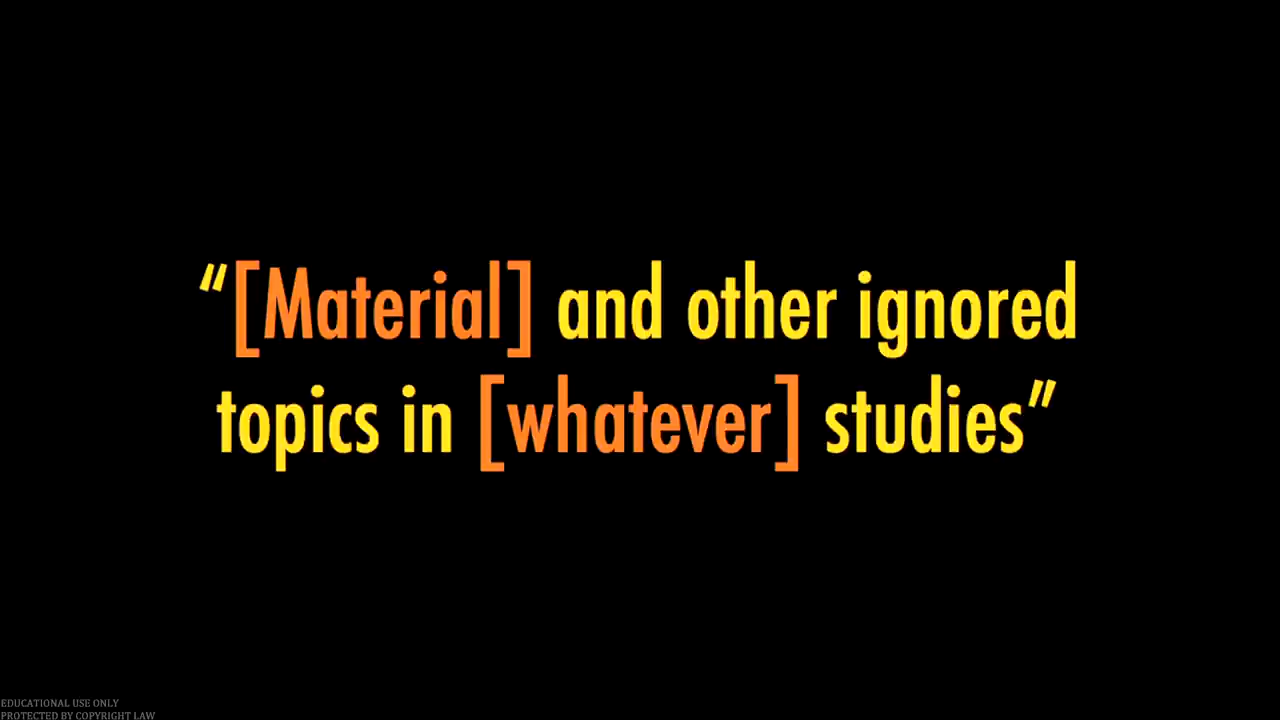 “[Material] and other ignored
topics in [whatever] studies”
EDUCATIONAL USE ONLY
PROTECTED BY COPYRIGHT LAW